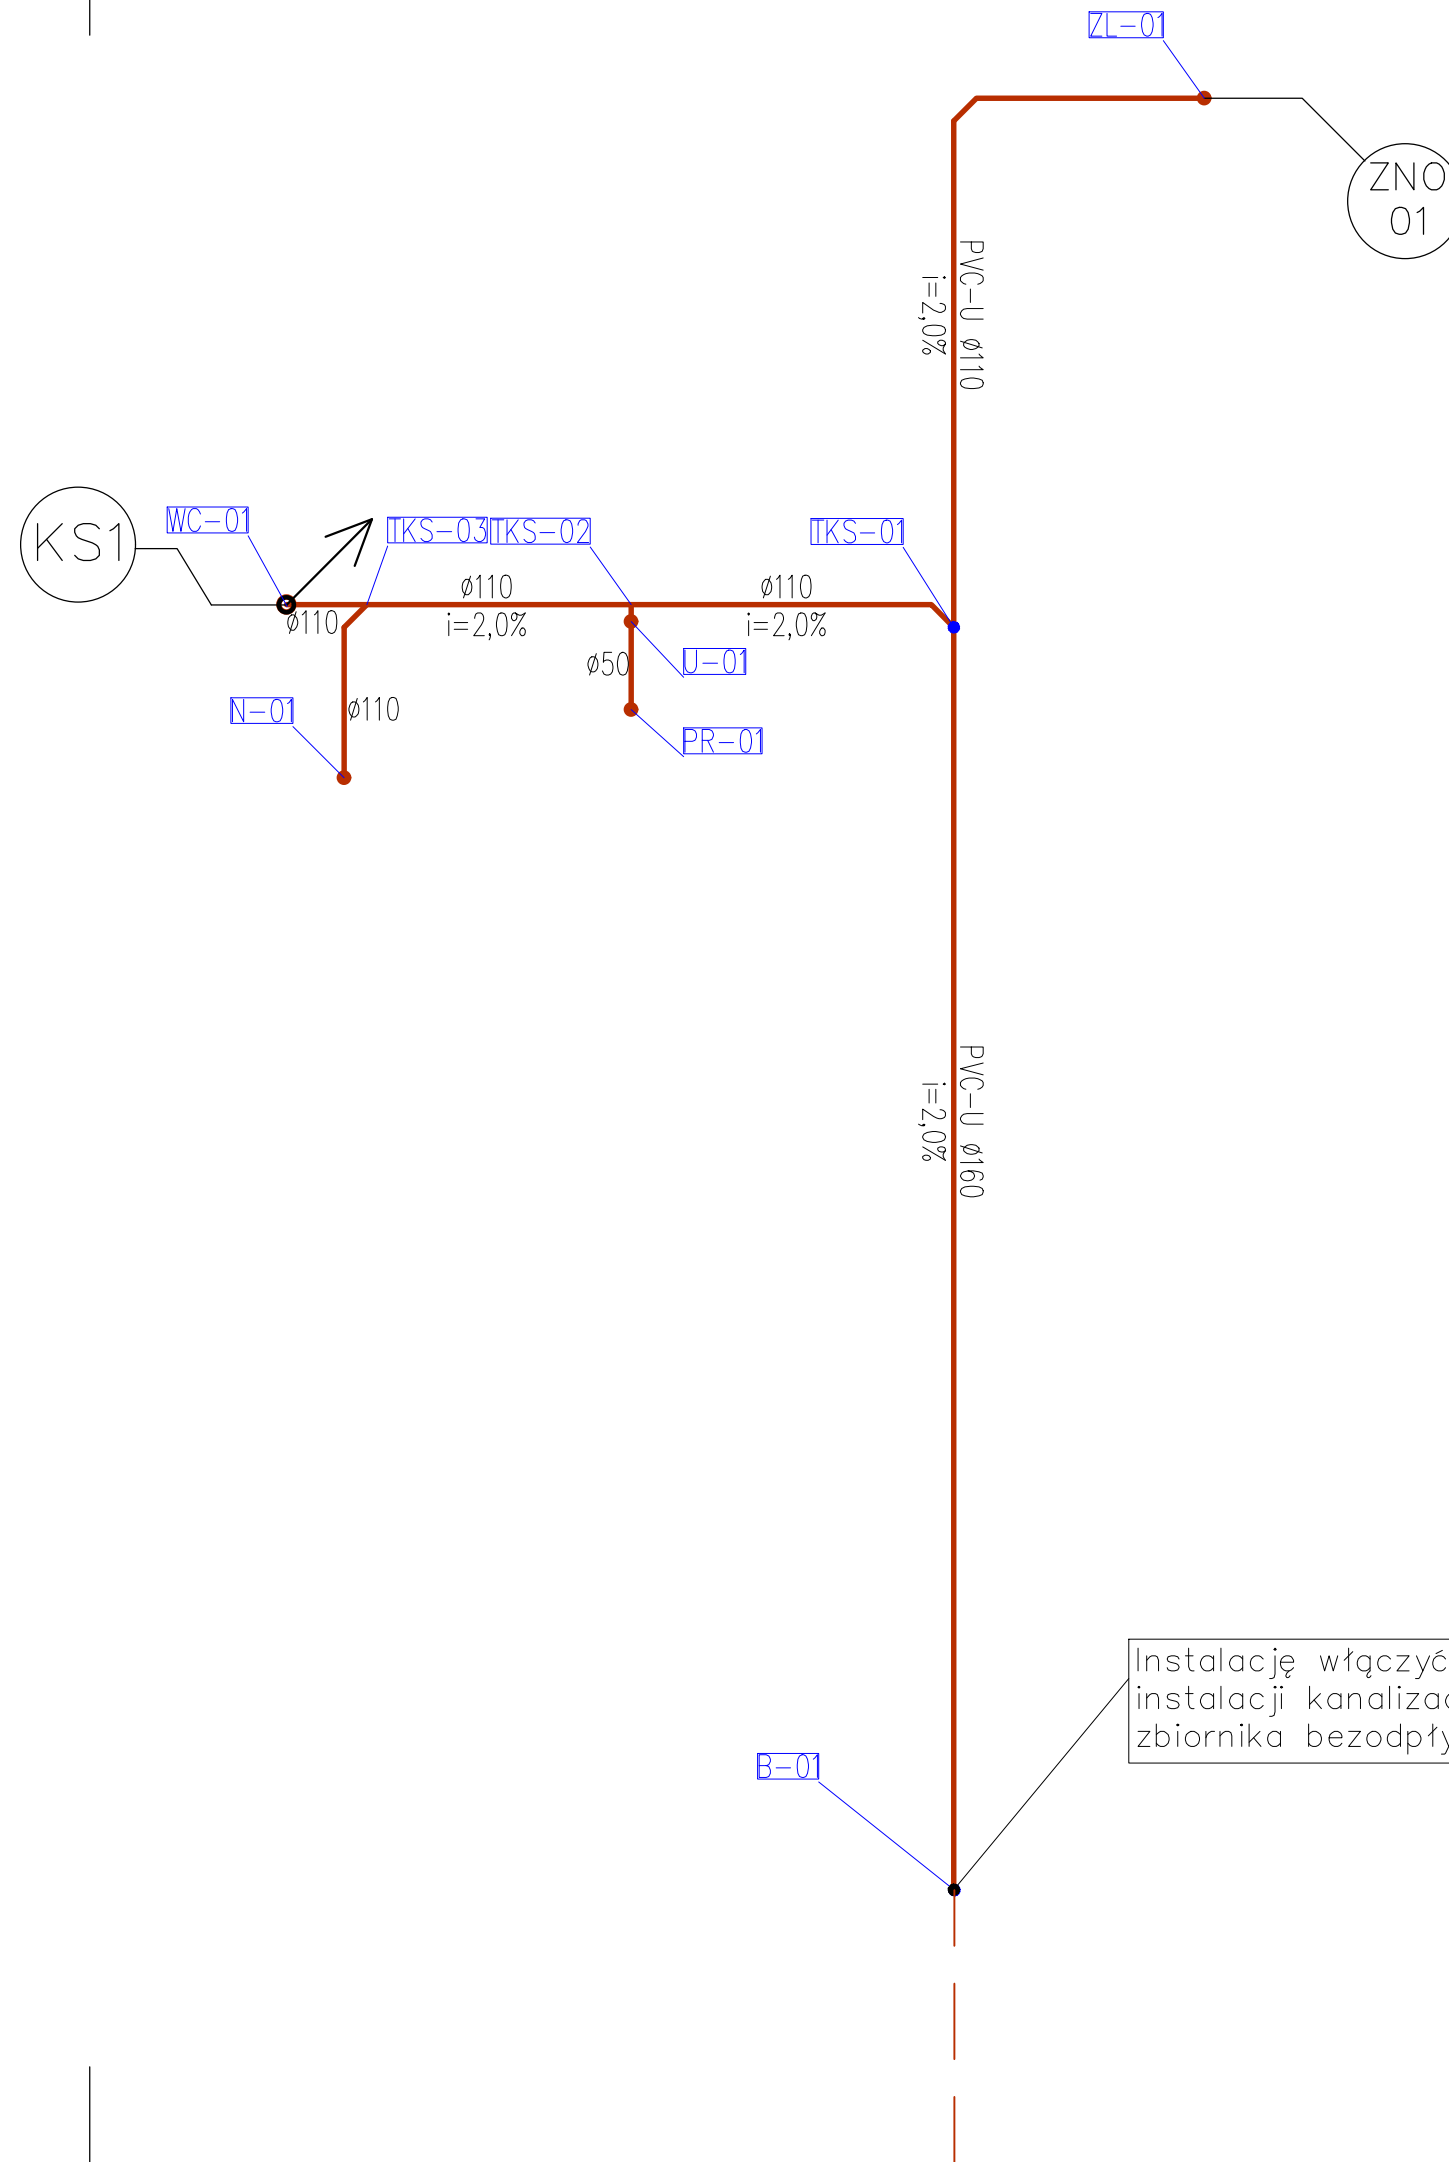 ZL-01
ZNO
01
PVC-U ø110
i=2,0%
KS1
WC-01
TKS-03
TKS-02
TKS-01
ø110
ø110
ø110
i=2,0%
i=2,0%
ø50
U-01
N-01
ø110
PR-01
PVC-U ø160
i=2,0%
Instalację włączyć
instalacji
zbiornika
B-01